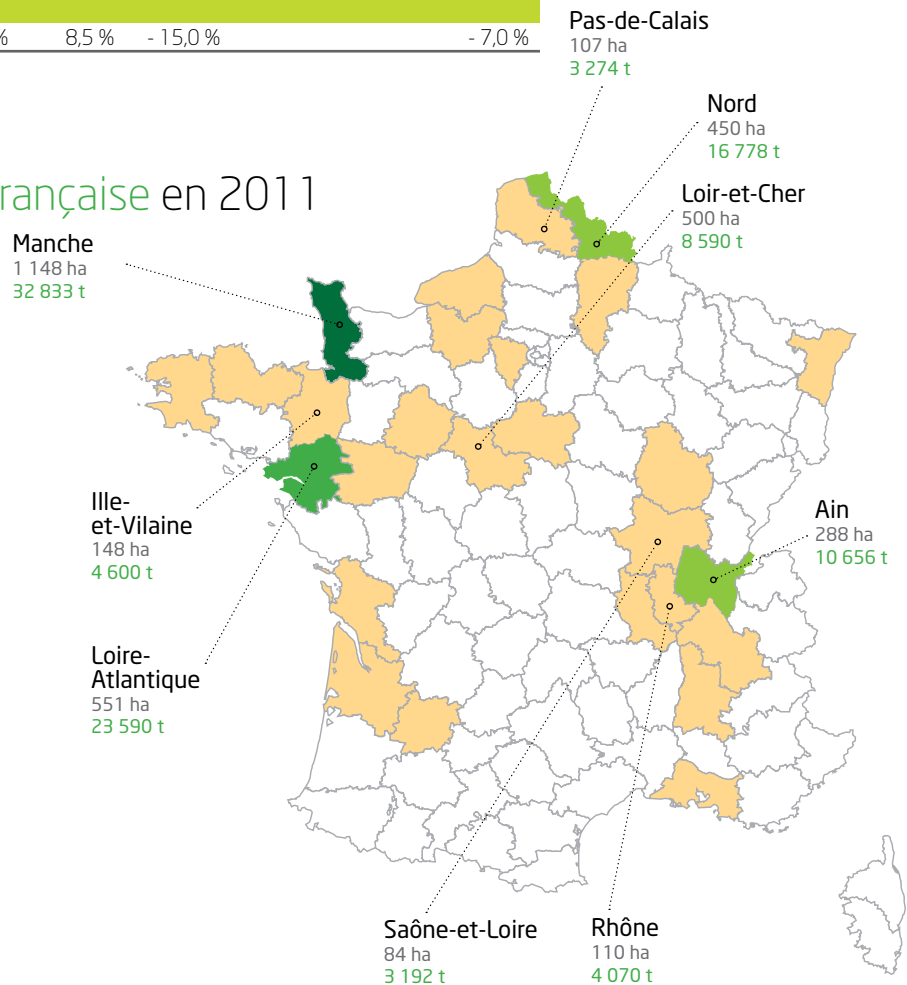 %
8,5 %
- 15,0 %
- 7,0 %
Pas-de-Calais
107 ha
3 274 t
Nord
450 ha
16 778 t
rançaise en 2011
Loir-et-Cher
500 ha
8 590 t
Manche
1 148 ha
32 833 t
Ille-
et-Vilaine
148 ha
4 600 t
Ain
288 ha
10 656 t
Loire-
Atlantique
551 ha
23 590 t
Saône-et-Loire
84 ha
3 192 t
Rhône
110 ha
4 070 t